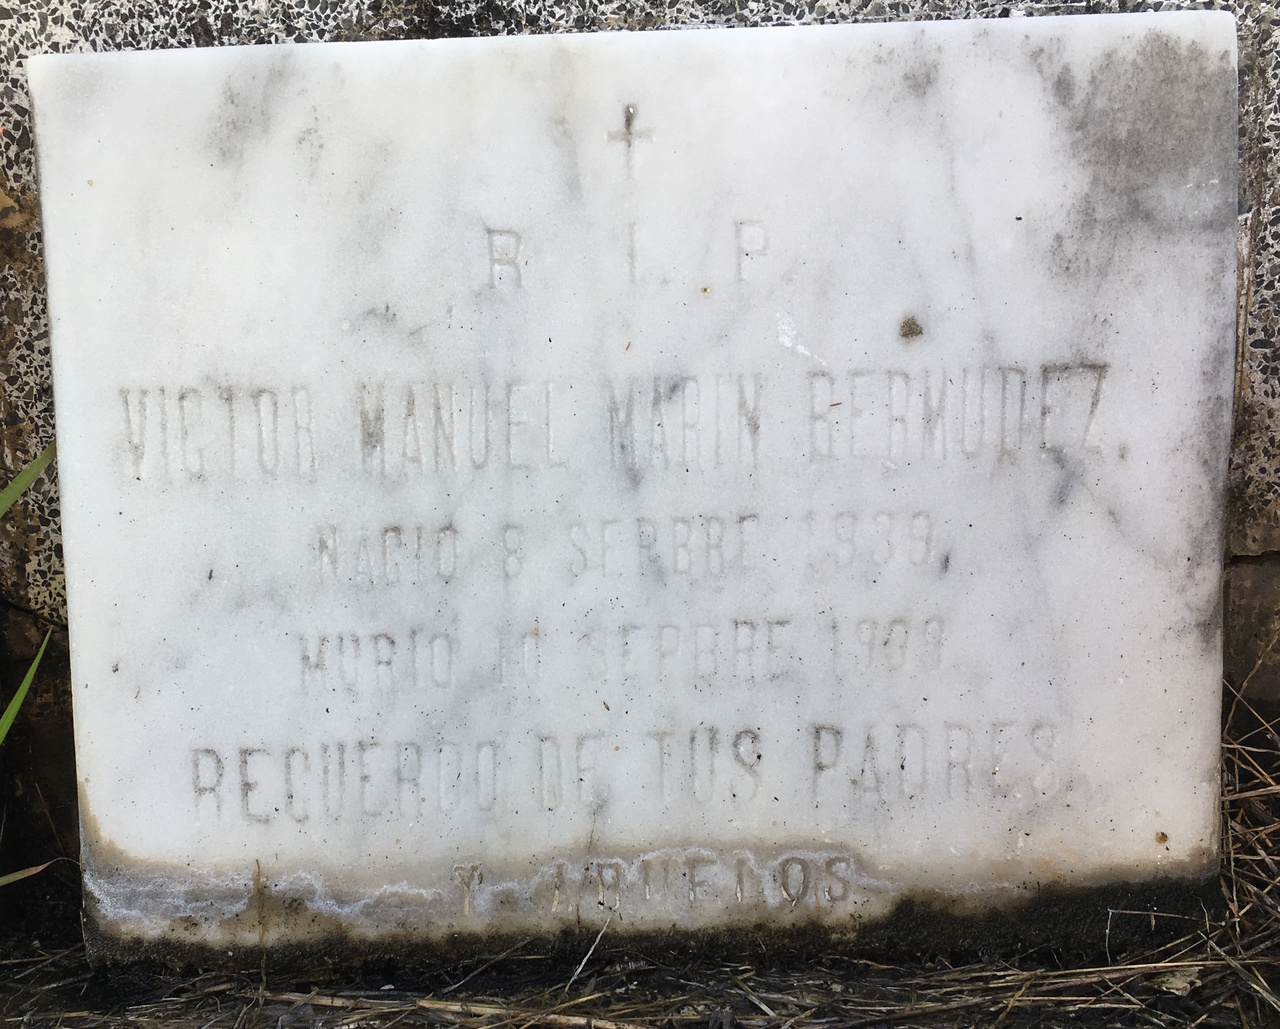 R. I. P.
VICTOR MANUEL MARIN BERMUDEZ.
NACIO 8 SEPBRE 1939
MURIO 10 SEPBRE 1939
RECUERDO DE TUS PADRES
Y ABUELOS